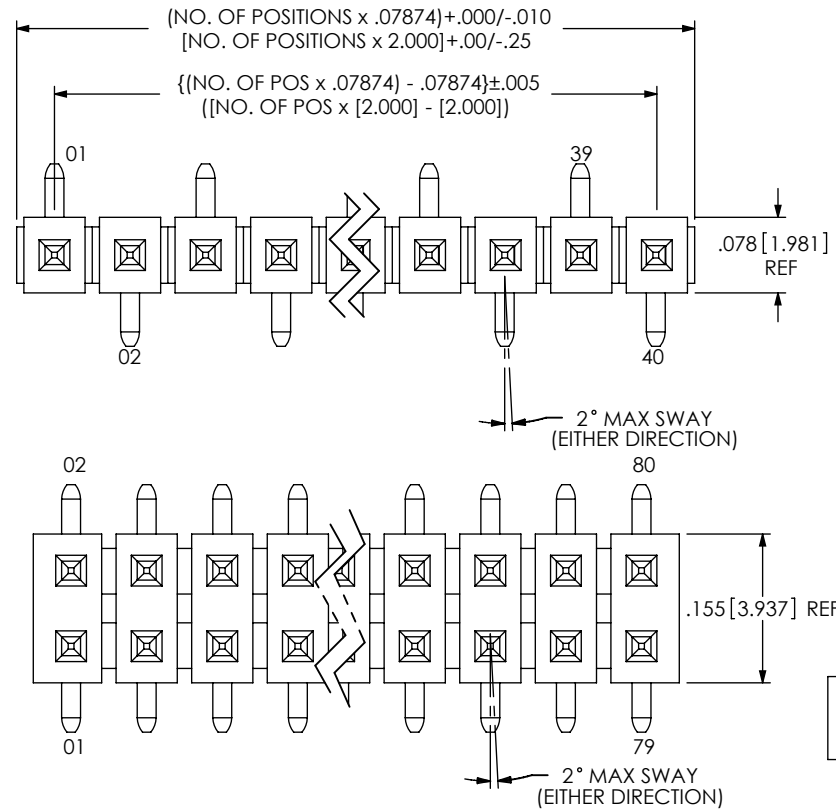 (NO. OF POSITIONS x .07874)+.000/-.010
[NO. OF POSITIONS x 2.000]+.00/-.25
{(NO. OF POS x .07874) - .07874}±.005
([NO. OF POS x [2.000] - [2.000])
01
39
.078[1.981]
REF
02
40
2° MAX SWAY
(EITHER DIRECTION)
02
80
.155[3.937] REF
01
79
2° MAX SWAY
(EITHER DIRECTION)